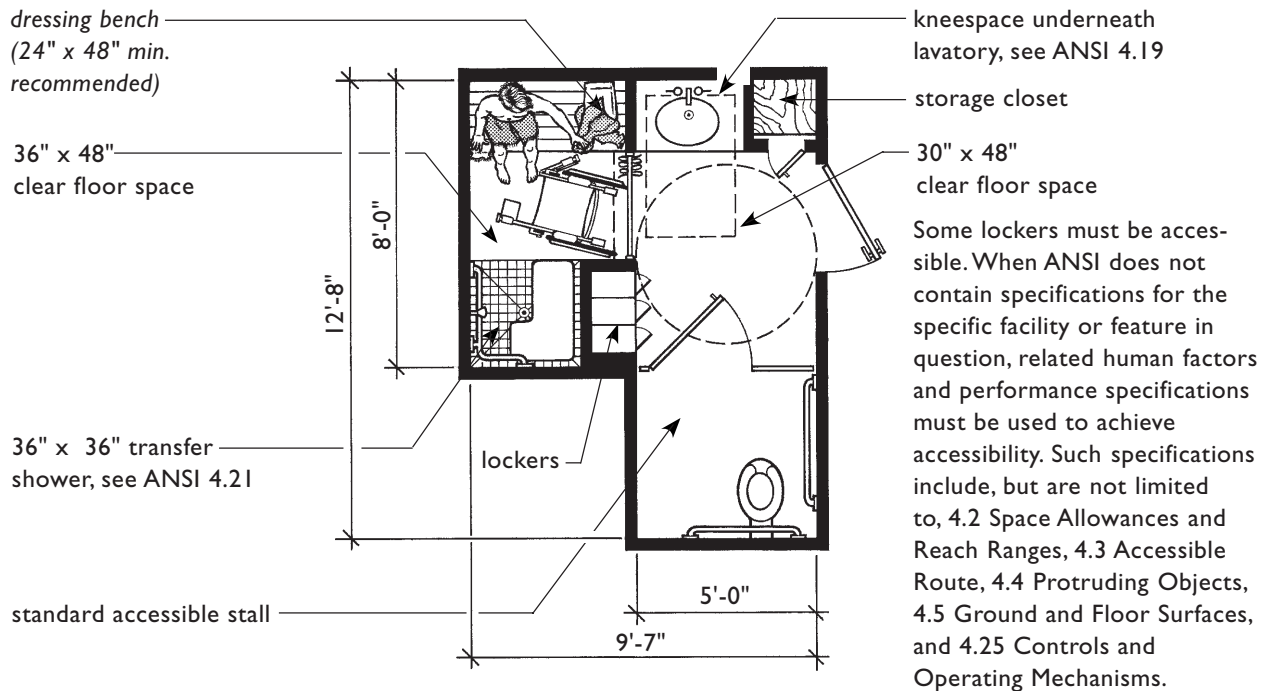 dressing bench
(24" x 48" min.
recommended)
36" x 48"
clear floor space
12'-8"
8'-0"
36" x 36" transfer
shower, see ANSI 4.21
lockers
standard accessible stall
5'-0"
9'-7"
kneespace underneath
lavatory, see ANSI 4.19
storage closet
30" x 48"
clear floor space
Some lockers must be acces-
sible. When ANSI does not
contain specifications for the
specific facility or feature in
question, related human factors
and performance specifications
must be used to achieve
accessibility. Such specifications
include, but are not limited
to, 4.2 Space Allowances and
Reach Ranges, 4.3 Accessible
Route, 4.4 Protruding Objects,
4.5 Ground and Floor Surfaces,
and 4.25 Controls and
Operating Mechanisms.